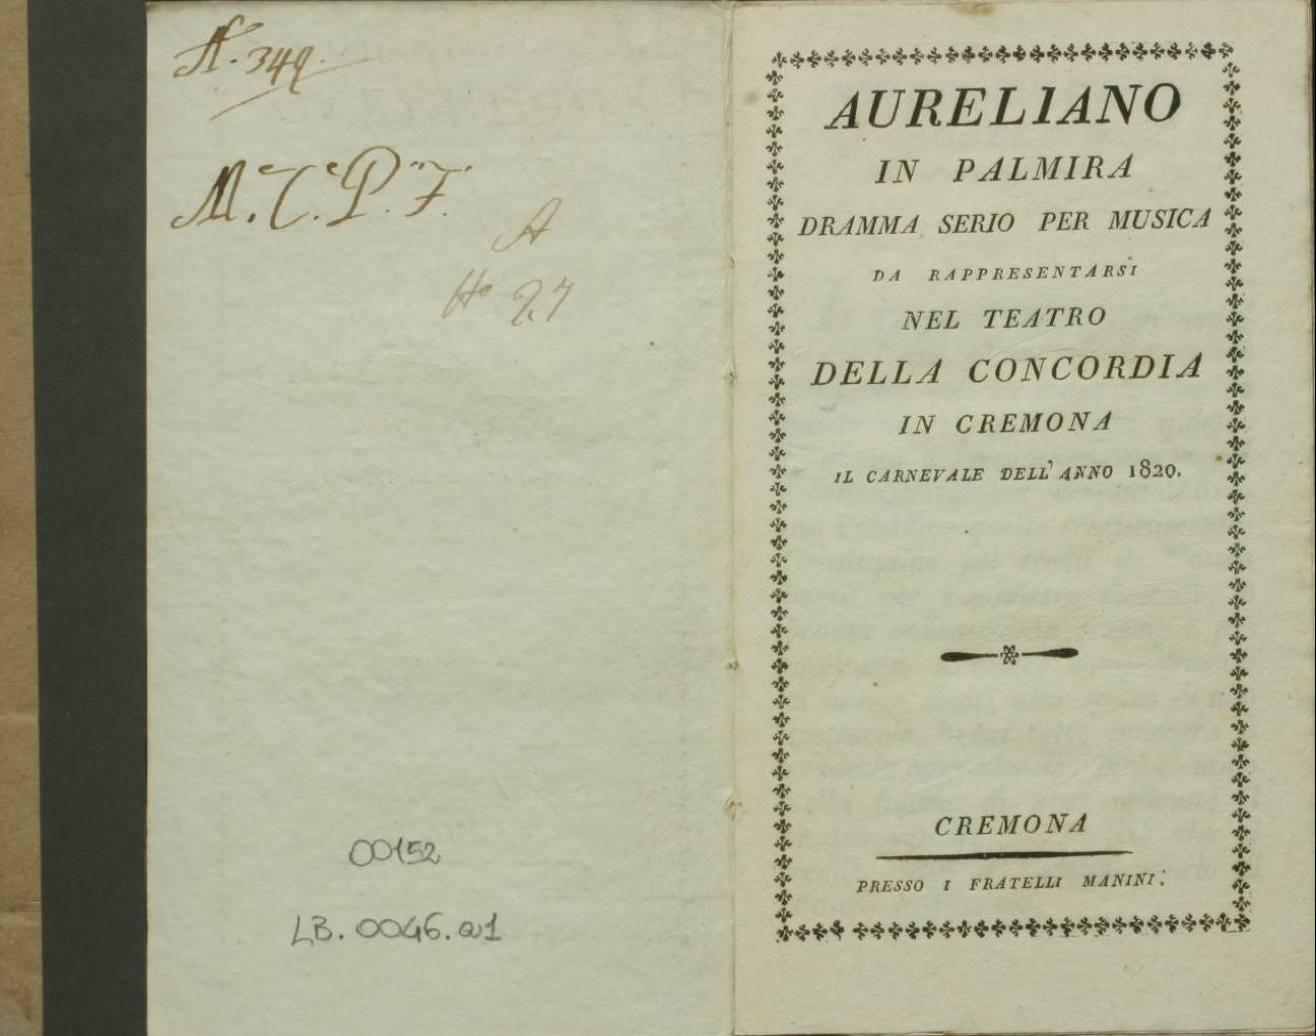 N. 349.
M.e C.e P." F.
A
No 27
00152
LB. 0046.a1
AURELIANO
IN PALMIRA
DRAMMA SERIO PER MUSICA
DA RAPPRESENTARSI
NEL TEATRO
DELLA CONCORDIA
IN CREMONA
IL CARNEVALE DELL' ANNO 1820.
CREMONA
PRESSO I FRATELLI MANINI.